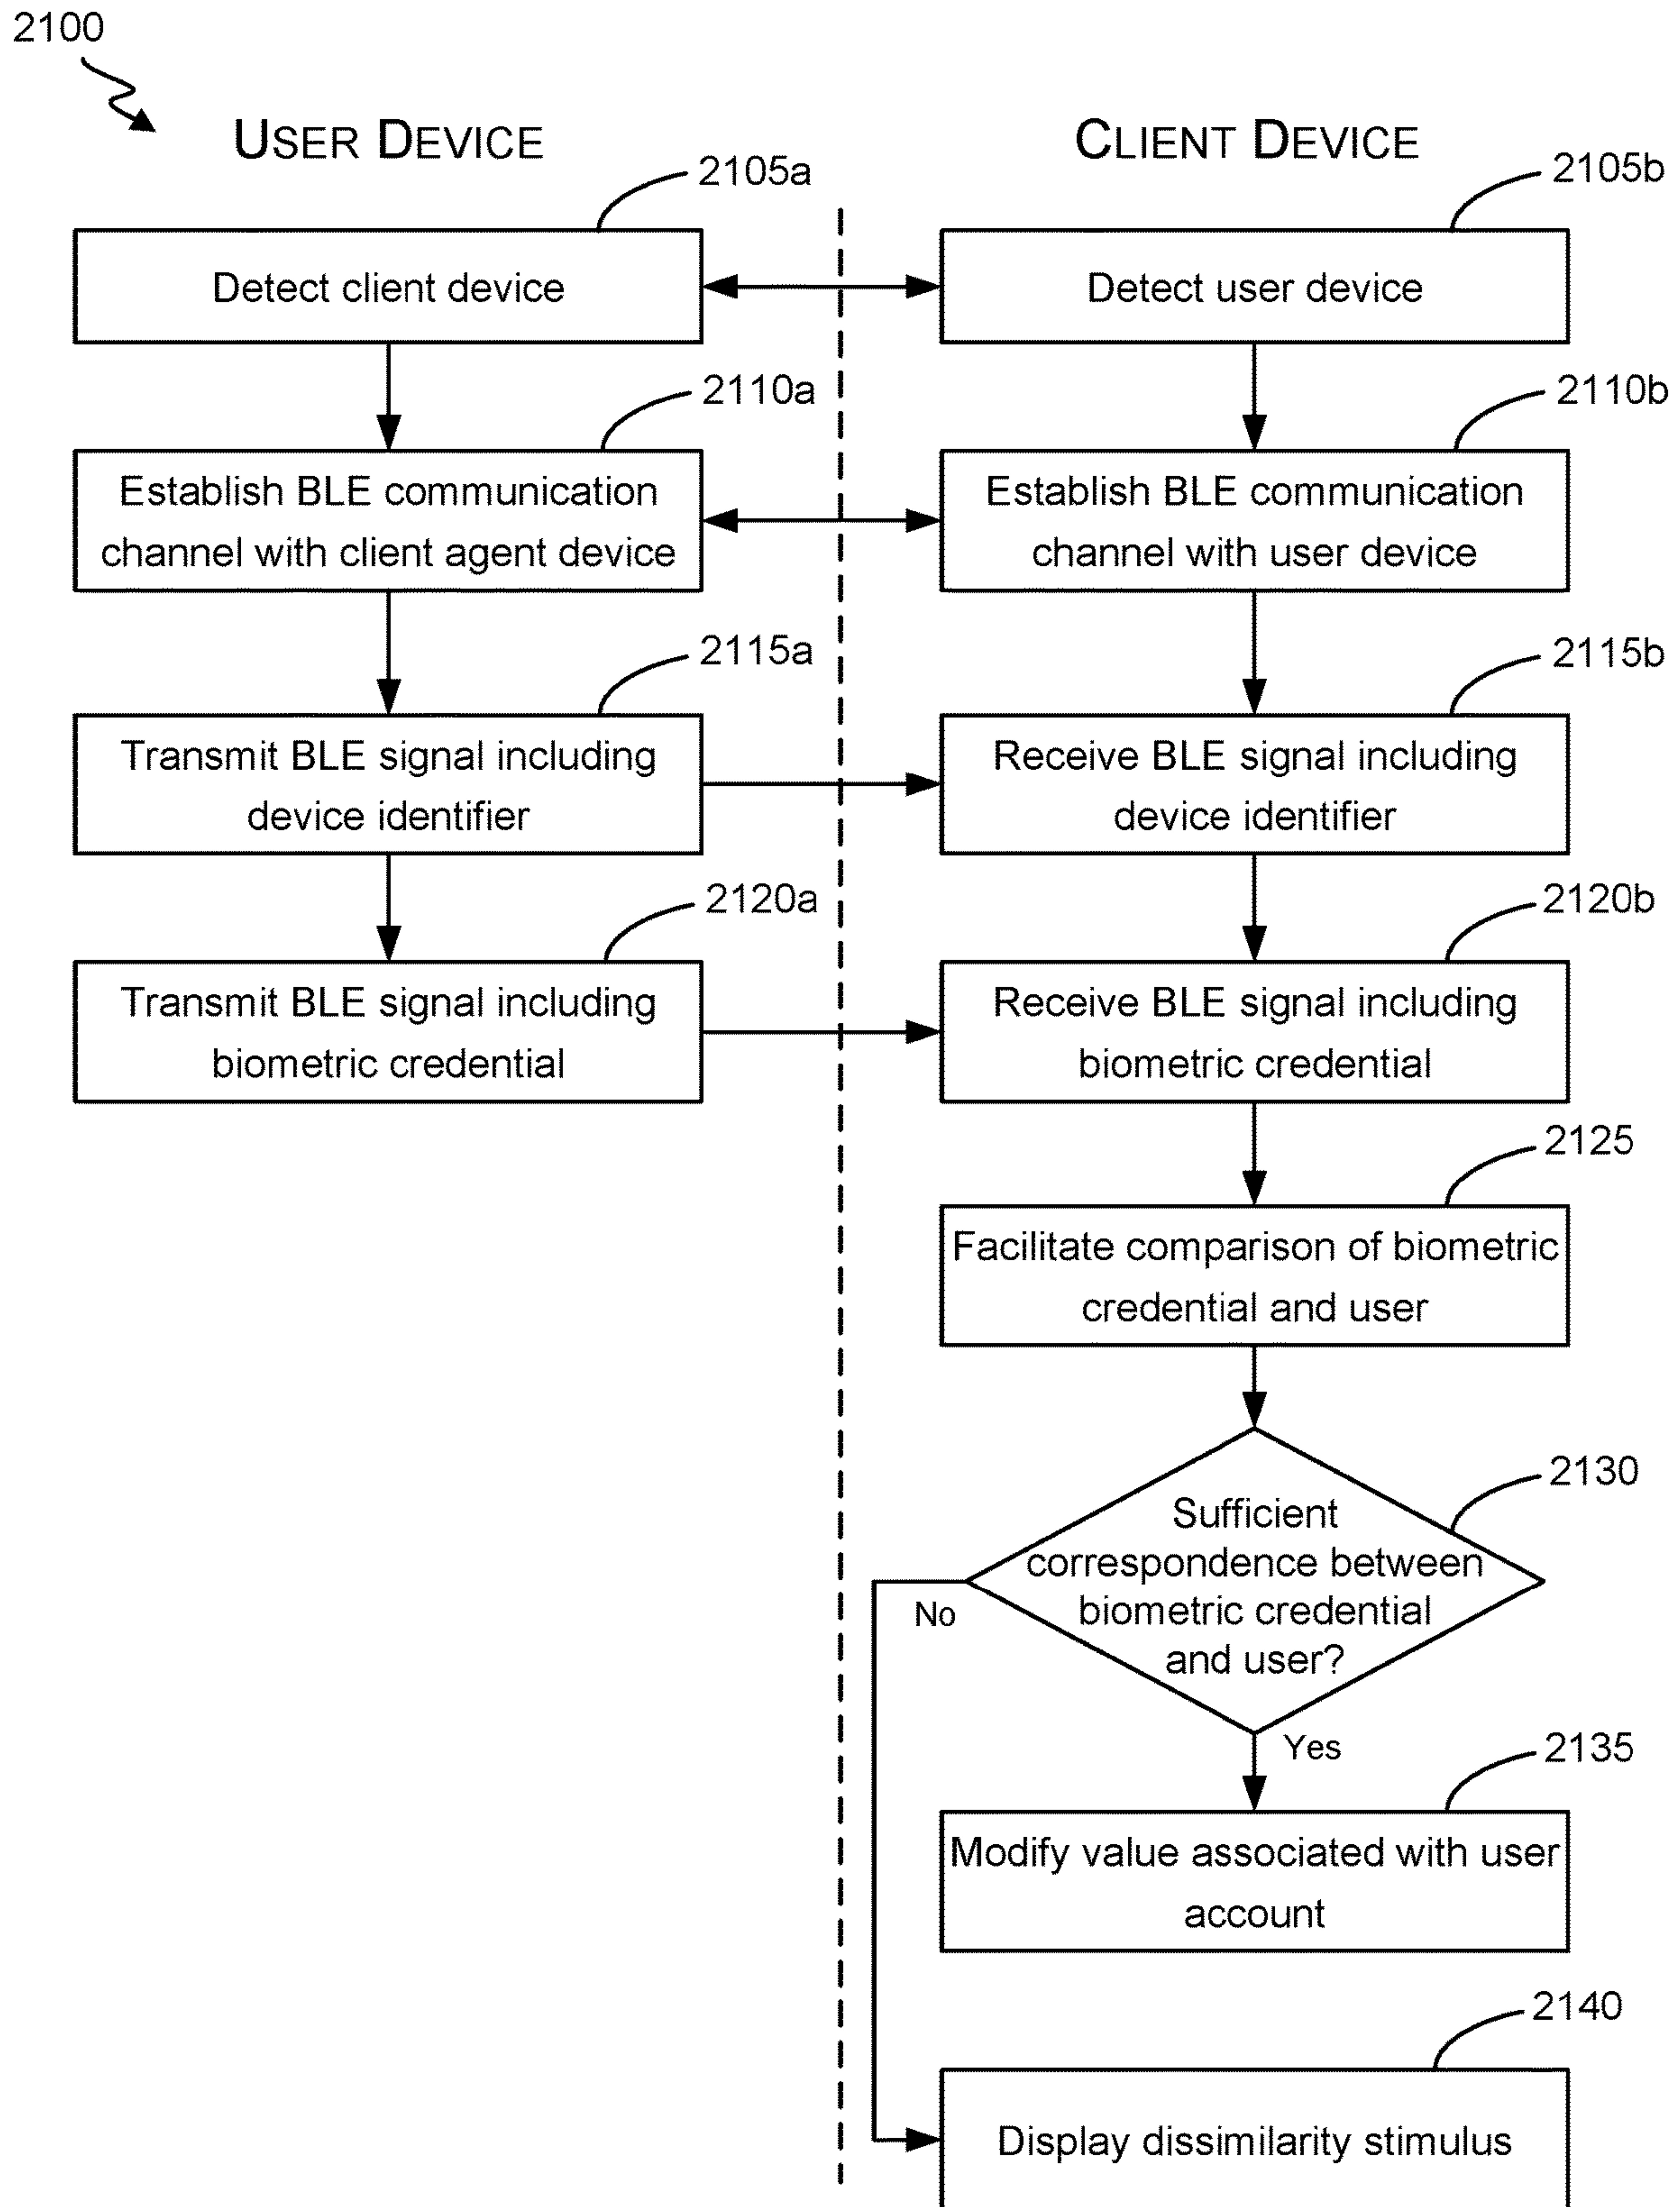 2100
USER DEVICE
CLIENT DEVICE
2105a
2105b
Detect client device
Detect user device
2110a
2110b
Establish BLE communication
channel with client agent device
Establish BLE communication
channel with user device
2115a
2115b
Transmit BLE signal including
device identifier
Receive BLE signal including
device identifier
2120a
2120b
Transmit BLE signal including
biometric credential
Receive BLE signal including
biometric credential
2125
Facilitate comparison of biometric
credential and user
2130
Sufficient
correspondence between
biometric credential
and user?
No
Yes
2135
Modify value associated with user
account
2140
Display dissimilarity stimulus